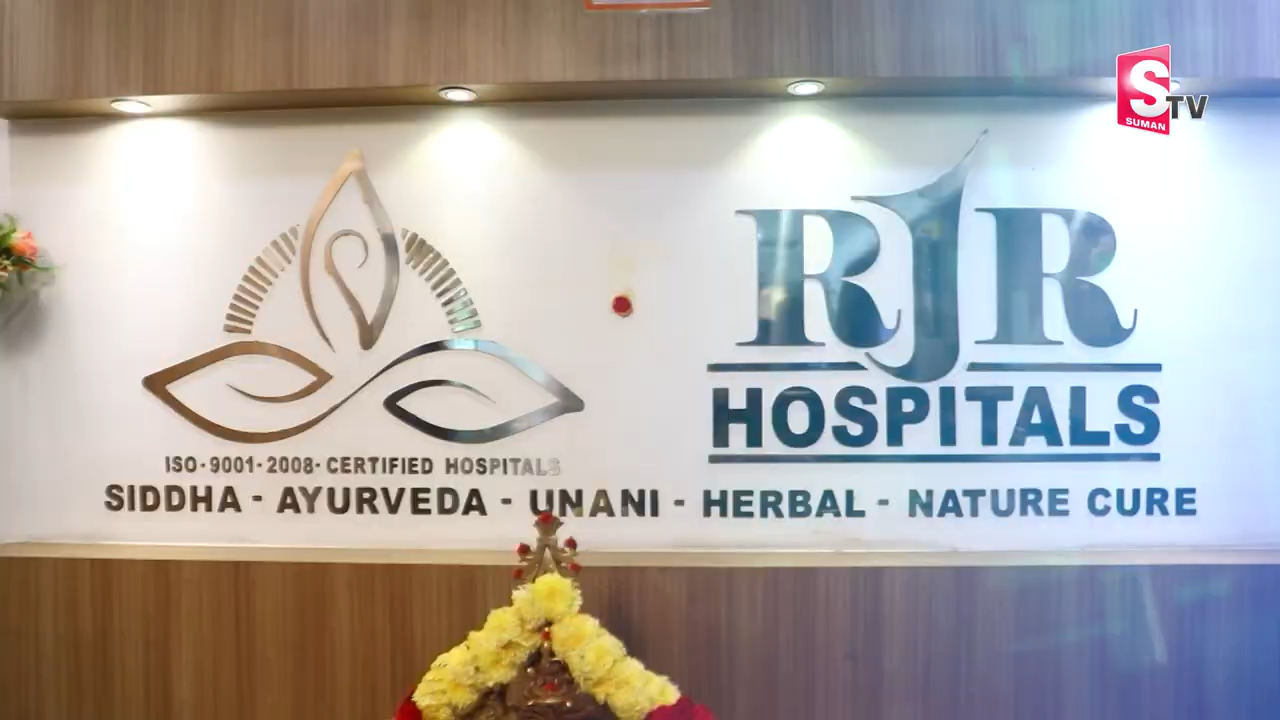 S TV
SUMAN
RJR
HOSPITALS
ISO-9001-2008-CERTIFIED HOSPITALS
SIDDHA - AYURVEDA - UNANI - HERBAL - NATURE CURE